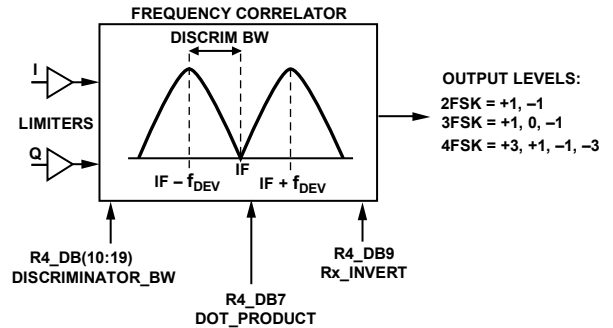 FREQUENCY CORRELATOR
DISCRIM BW
I
LIMITERS
Q
IF
IF – fDEV
IF + fDEV
OUTPUT LEVELS:
2FSK = +1, –1
3FSK = +1, 0, –1
4FSK = +3, +1, –1, –3
R4_DB(10:19)
DISCRIMINATOR_BW
R4_DB7
DOT_PRODUCT
R4_DB9
Rx_INVERT